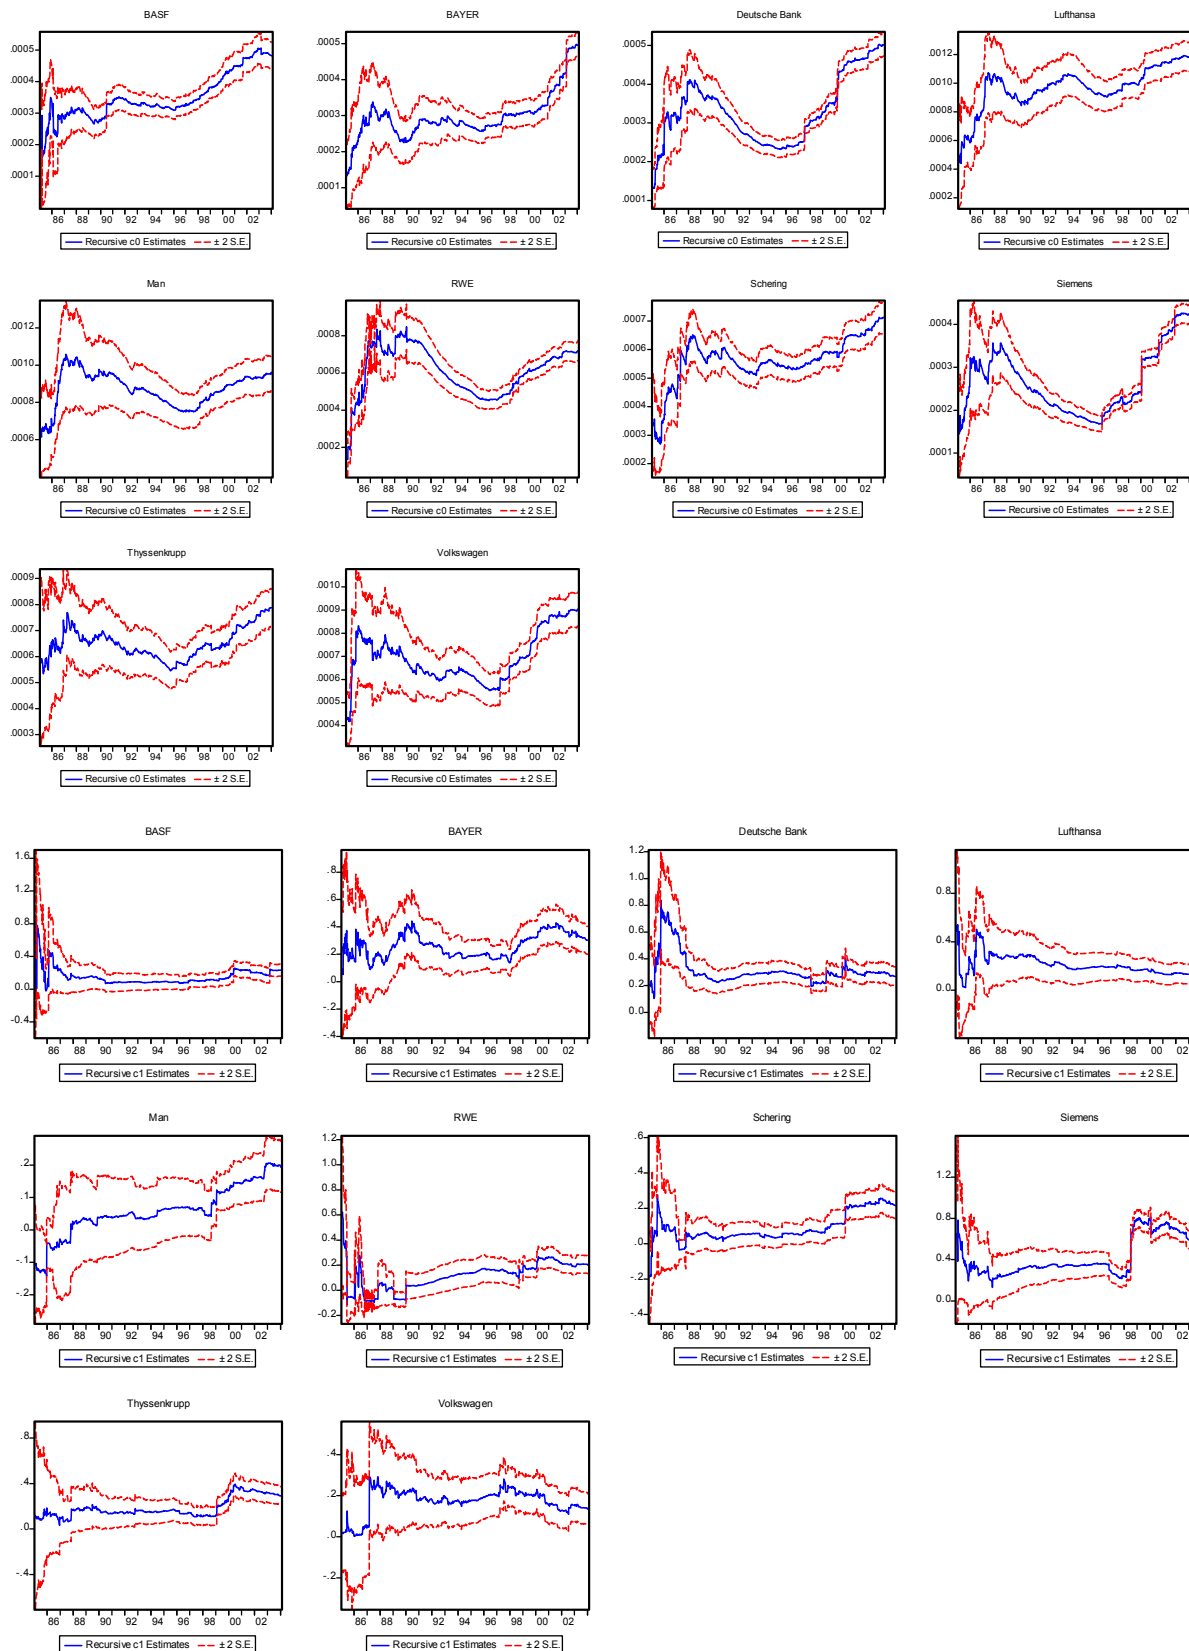 BASF
.0005
.0004
.0003
.0002
.0001
86 88 90 92 94 96 98 00 02
Recursive c0 Estimates ± 2 S.E.
BAYER
.0005
.0004
.0003
.0002
.0001
86 88 90 92 94 96 98 00 02
Recursive c0 Estimates ± 2 S.E.
Deutsche Bank
.0005
.0004
.0003
.0002
.0001
86 88 90 92 94 96 98 00 02
Recursive c0 Estimates ± 2 S.E.
Lufthansa
.0012
.0010
.0008
.0006
.0004
.0002
86 88 90 92 94 96 98 00 02
Recursive c0 Estimates ± 2 S.E.
Man
.0012
.0010
.0008
.0006
86 88 90 92 94 96 98 00 02
Recursive c0 Estimates ± 2 S.E.
RWE
.0008
.0006
.0004
.0002
86 88 90 92 94 96 98 00 02
Recursive c0 Estimates ± 2 S.E.
Schering
.0007
.0006
.0005
.0004
.0003
.0002
86 88 90 92 94 96 98 00 02
Recursive c0 Estimates ± 2 S.E.
Siemens
.0004
.0003
.0002
.0001
86 88 90 92 94 96 98 00 02
Recursive c0 Estimates ± 2 S.E.
Thyssenkrupp
.0009
.0008
.0007
.0006
.0005
.0004
.0003
86 88 90 92 94 96 98 00 02
Recursive c0 Estimates ± 2 S.E.
Volkswagen
.0010
.0009
.0008
.0007
.0006
.0005
.0004
86 88 90 92 94 96 98 00 02
Recursive c0 Estimates ± 2 S.E.
BASF
1.6
1.2
0.8
0.4
0.0
-0.4
86 88 90 92 94 96 98 00 02
Recursive c1 Estimates ± 2 S.E.
BAYER
.8
.6
.4
.2
.0
-.2
-.4
86 88 90 92 94 96 98 00 02
Recursive c1 Estimates ± 2 S.E.
Deutsche Bank
1.2
1.0
0.8
0.6
0.4
0.2
0.0
86 88 90 92 94 96 98 00 02
Recursive c1 Estimates ± 2 S.E.
Lufthansa
0.8
0.4
0.0
86 88 90 92 94 96 98 00 02
Recursive c1 Estimates ± 2 S.E.
Man
.2
.1
.0
-.1
-.2
86 88 90 92 94 96 98 00 02
Recursive c1 Estimates ± 2 S.E.
RWE
1.2
1.0
0.8
0.6
0.4
0.2
0.0
-0.2
86 88 90 92 94 96 98 00 02
Recursive c1 Estimates ± 2 S.E.
Schering
.6
.4
.2
.0
-.2
-.4
86 88 90 92 94 96 98 00 02
Recursive c1 Estimates ± 2 S.E.
Siemens
1.2
0.8
0.4
0.0
86 88 90 92 94 96 98 00 02
Recursive c1 Estimates ± 2 S.E.
Thyssenkrupp
.8
.4
.0
-.4
86 88 90 92 94 96 98 00 02
Recursive c1 Estimates ± 2 S.E.
Volkswagen
.4
.2
.0
-.2
86 88 90 92 94 96 98 00 02
Recursive c1 Estimates ± 2 S.E.